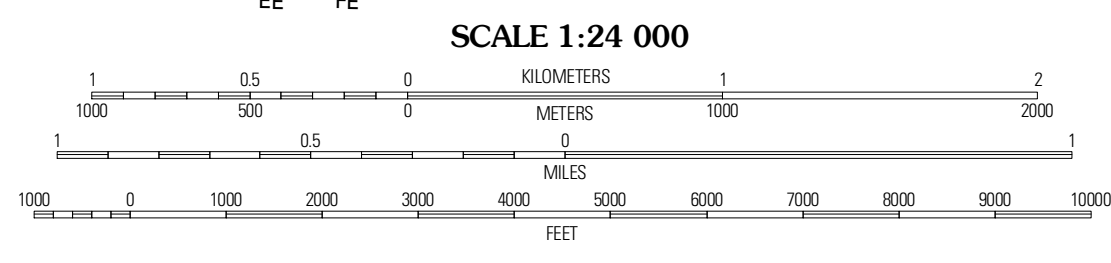 SCALE 1:24 000
1 0.5 0 KILOMETERS 1 2
1000 500 0 METERS 1000 2000
1 0.5 0 1
MILES
1000 0 1000 2000 3000 4000 5000 6000 7000 8000 9000 10000
FEET